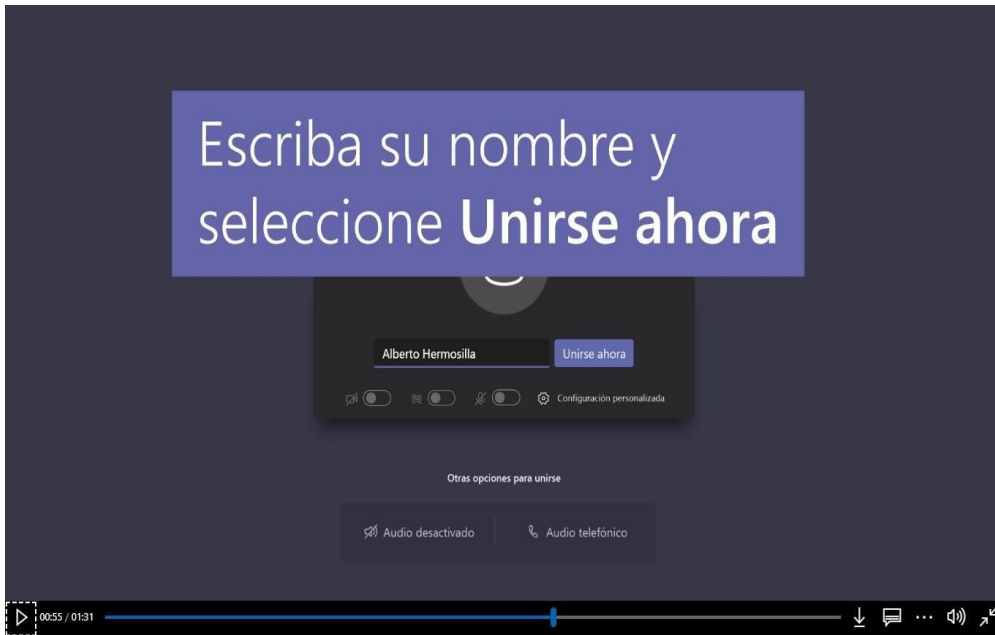 Escriba su nombre y
seleccione Unirse ahora
Alberto Hermosilla
Unirse ahora
Configuración personalizada
Otras opciones para unirse
Audio desactivado
Audio telefónico
00:55 / 01:31